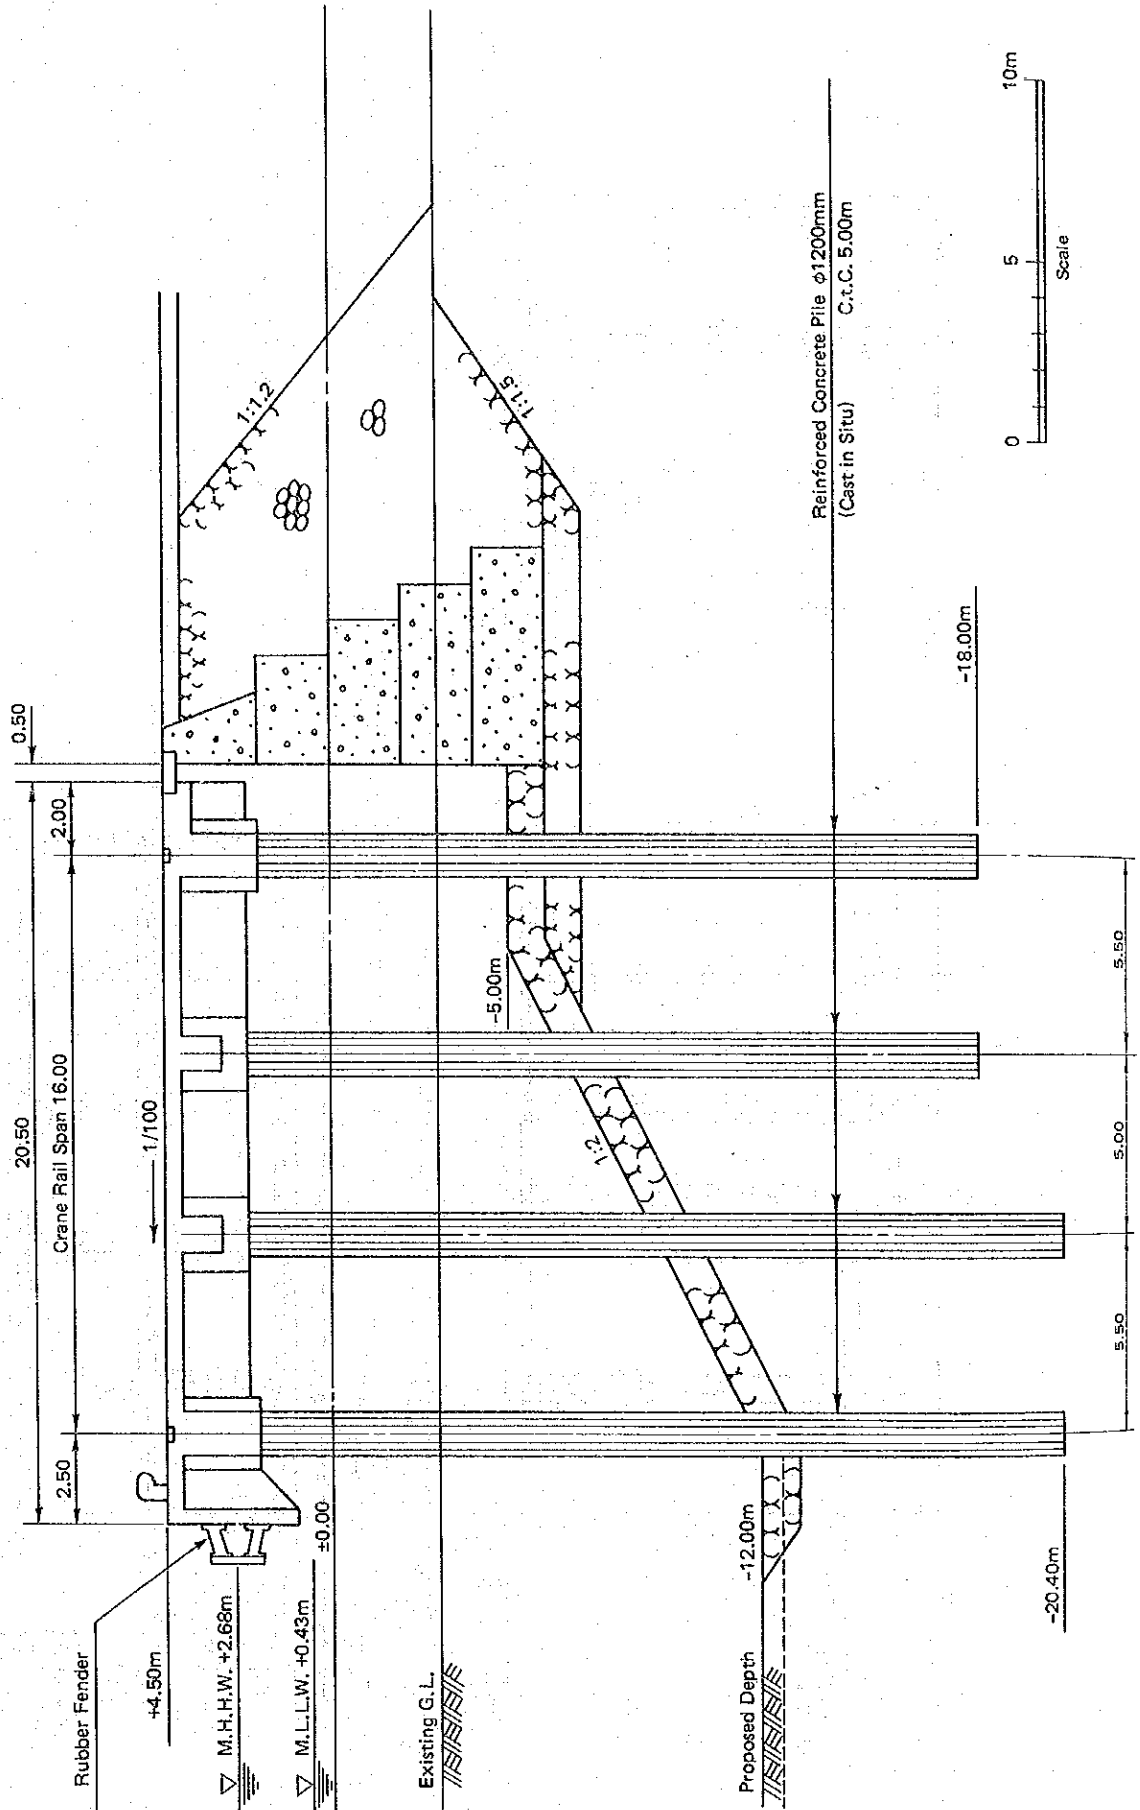 20.50
0.50
Crane Rail Span 16.00
2.00
2.50
1/100
Rubber Fender
+4.50m
M.H.H.W. +2.68m
M.L.L.W. +0.43m
±0.00
Existing G.L.
1:1.2
1:1.5
-5.00m
1:2
Proposed Depth
-12.00m
-20.40m
-18.00m
Reinforced Concrete Pile φ1200mm
(Cast in Situ) C.t.C. 5.00m
5.50
5.00
5.50
0 5 10m
Scale